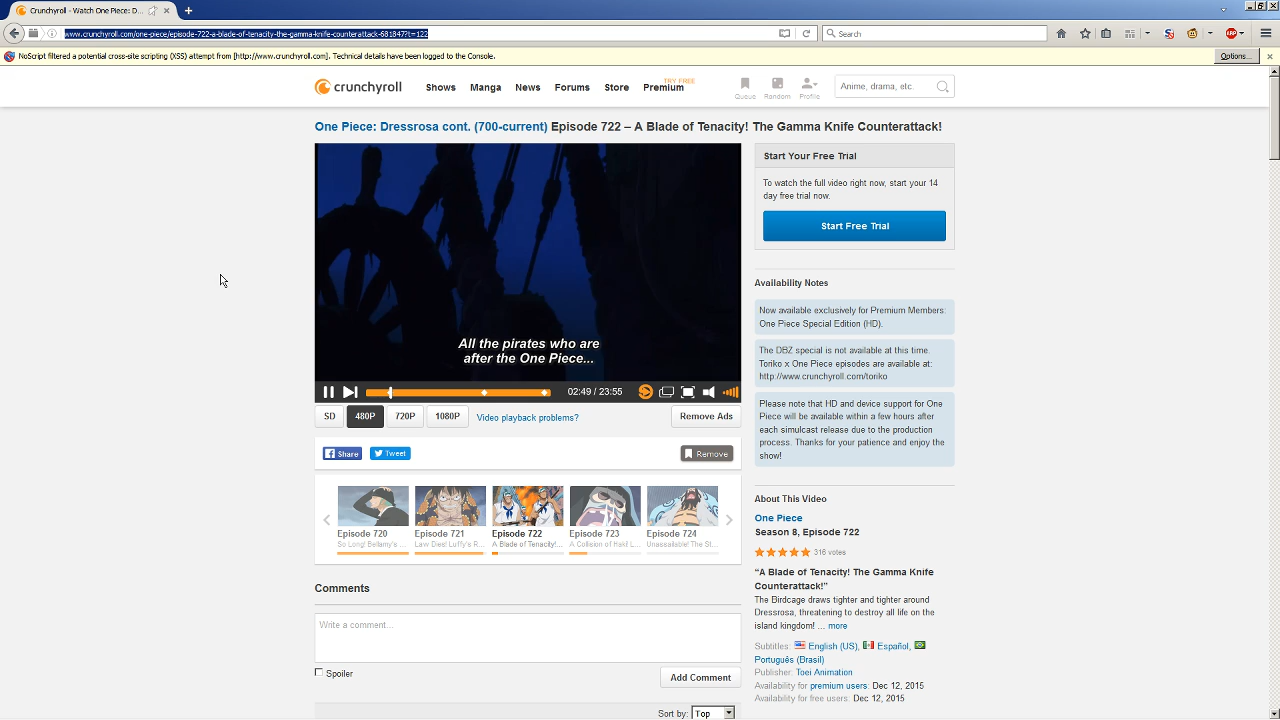 Crunchyroll - Watch One Piece: D...
www.crunchyroll.com/one-piece/episode-722-a-blade-of-tenacity-the-gamma-knife-counterattack-681847?t=122
Search
NoScript filtered a potential cross-site scripting (XSS) attempt from [http://www.crunchyroll.com]. Technical details have been logged to the Console.
Options...
crunchyroll
Shows
Manga
News
Forums
Store
TRY FREE
Premium
Queue
Random
Profile
Anime, drama, etc.
One Piece: Dressrosa cont. (700-current) Episode 722 – A Blade of Tenacity! The Gamma Knife Counterattack!
All the pirates who are
after the One Piece...
02:49 / 23:55
SD
480P
720P
1080P
Video playback problems?
Remove Ads
Share
Tweet
Remove
Episode 720
So Long! Bellamy's ...
Episode 721
Law Dies! Luffy's R...
Episode 722
A Blade of Tenacity!...
Episode 723
A Collision of Haki! L...
Episode 724
Unassailable! The St...
Comments
Write a comment...
Spoiler
Add Comment
Sort by:
Top
Start Your Free Trial
To watch the full video right now, start your 14
day free trial now.
Start Free Trial
Availability Notes
Now available exclusively for Premium Members:
One Piece Special Edition (HD).
The DBZ special is not available at this time.
Toriko x One Piece episodes are available at:
http://www.crunchyroll.com/toriko
Please note that HD and device support for One
Piece will be available within a few hours after
each simulcast release due to the production
process. Thanks for your patience and enjoy the
show!
About This Video
One Piece
Season 8, Episode 722
316 votes
“A Blade of Tenacity! The Gamma Knife
Counterattack!”
The Birdcage draws tighter and tighter around
Dressrosa, threatening to destroy all life on the
island kingdom! ... more
Subtitles: English (US), Español,
Português (Brasil)
Publisher: Toei Animation
Availability for premium users: Dec 12, 2015
Availability for free users: Dec 12, 2015